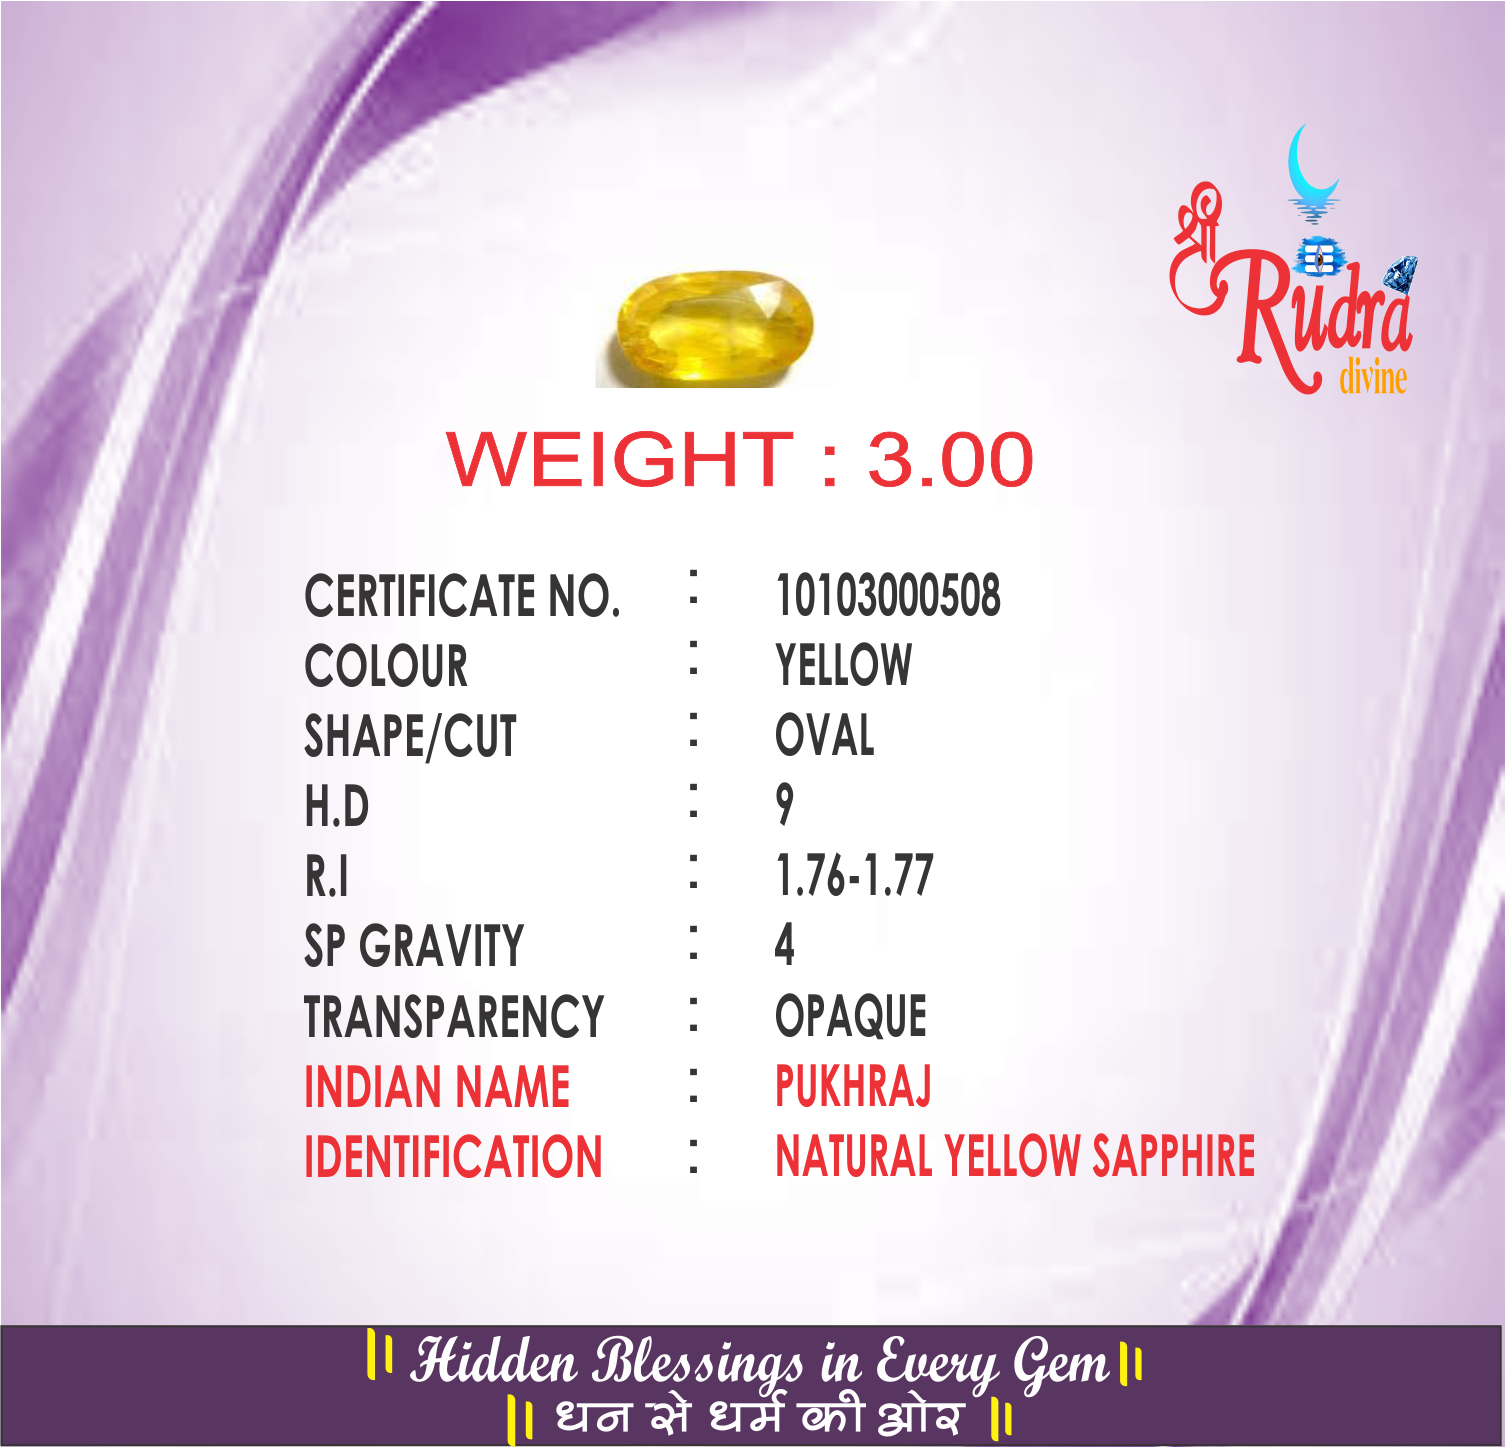 श्री
Rudra
divine
WEIGHT : 3.00
CERTIFICATE NO. : 10103000508
COLOUR : YELLOW
SHAPE/CUT : OVAL
H.D : 9
R.I : 1.76-1.77
SP GRAVITY : 4
TRANSPARENCY : OPAQUE
INDIAN NAME : PUKHRAJ
IDENTIFICATION : NATURAL YELLOW SAPPHIRE
|| Hidden Blessings in Every Gem ||
|| धन से धर्म की ओर ||